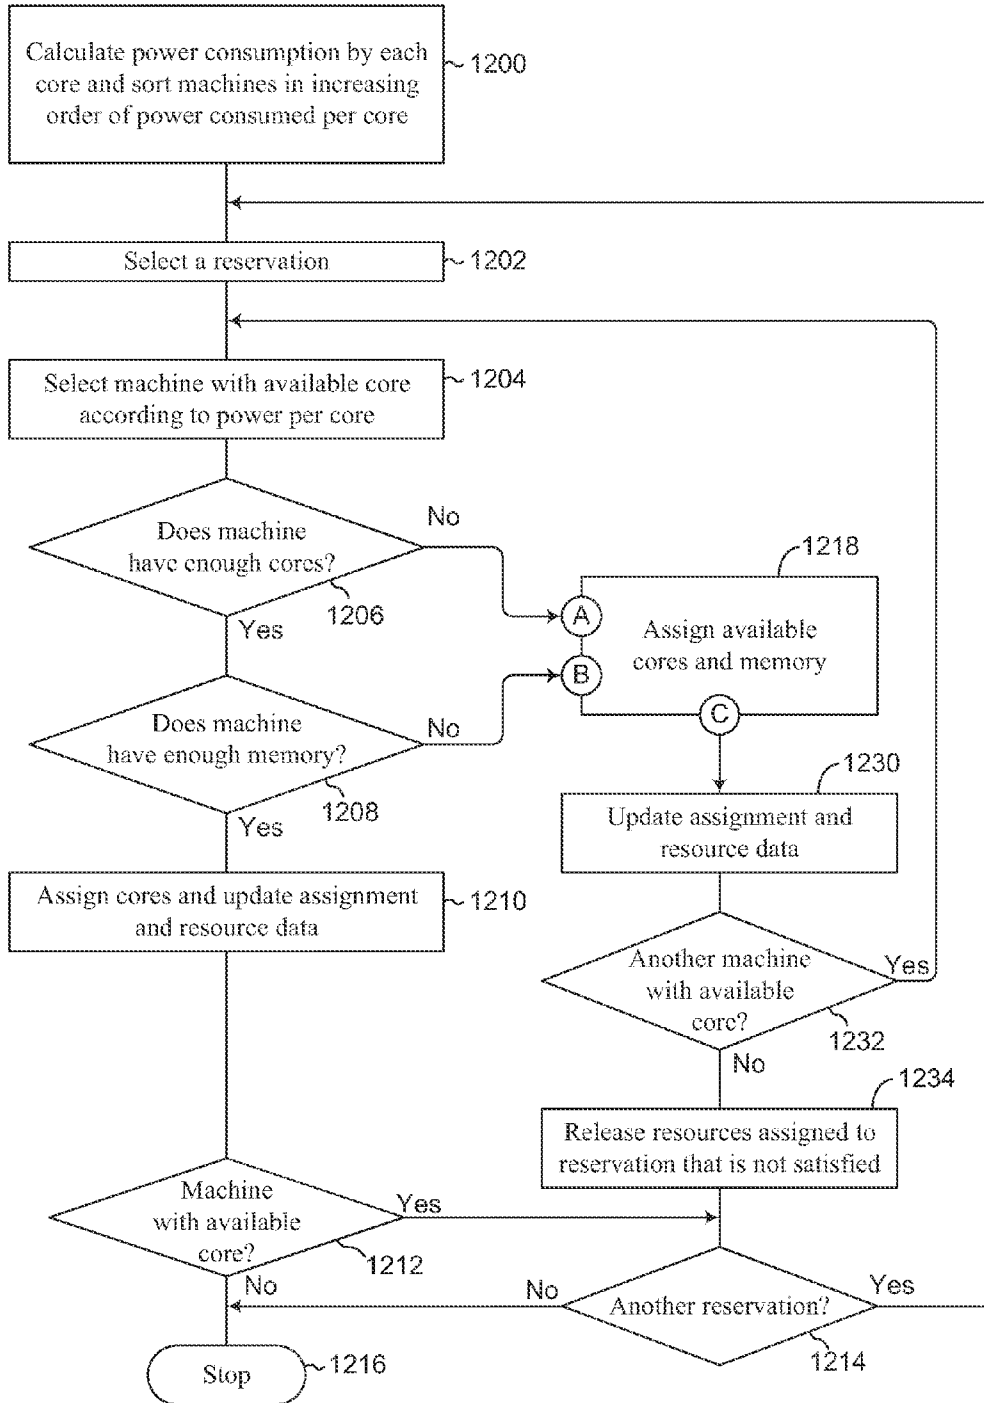 Calculate power consumption by each
core and sort machines in increasing
order of power consumed per core
1200
Select a reservation
1202
Select machine with available core
according to power per core
1204
Does machine
have enough cores?
1206
No
Yes
A
B
C
Assign available
cores and memory
1218
Does machine
have enough memory?
1208
No
Yes
Update assignment and
resource data
1230
Assign cores and update assignment
and resource data
1210
Another machine
with available
core?
1232
Yes
No
Release resources assigned to
reservation that is not satisfied
1234
Machine
with available
core?
1212
Yes
No
Another reservation?
1214
No
Yes
Stop
1216